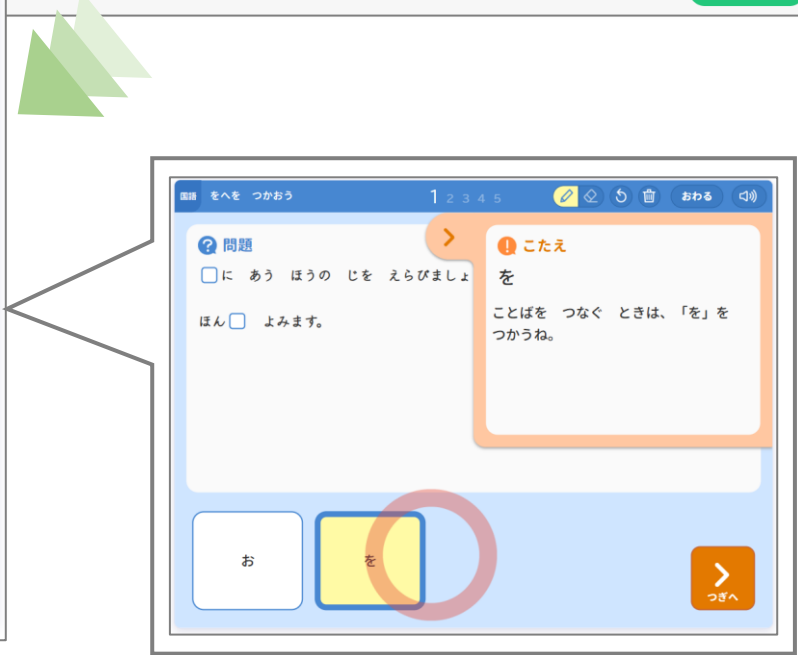 国語 をへを つかおう 1 2 3 4 5 おわる
問題
□に あう ほうの じを えらびましょ
ほん□ よみます。
こたえ
を
ことばを つなぐ ときは、「を」を
つかうね。
お を
つぎへ